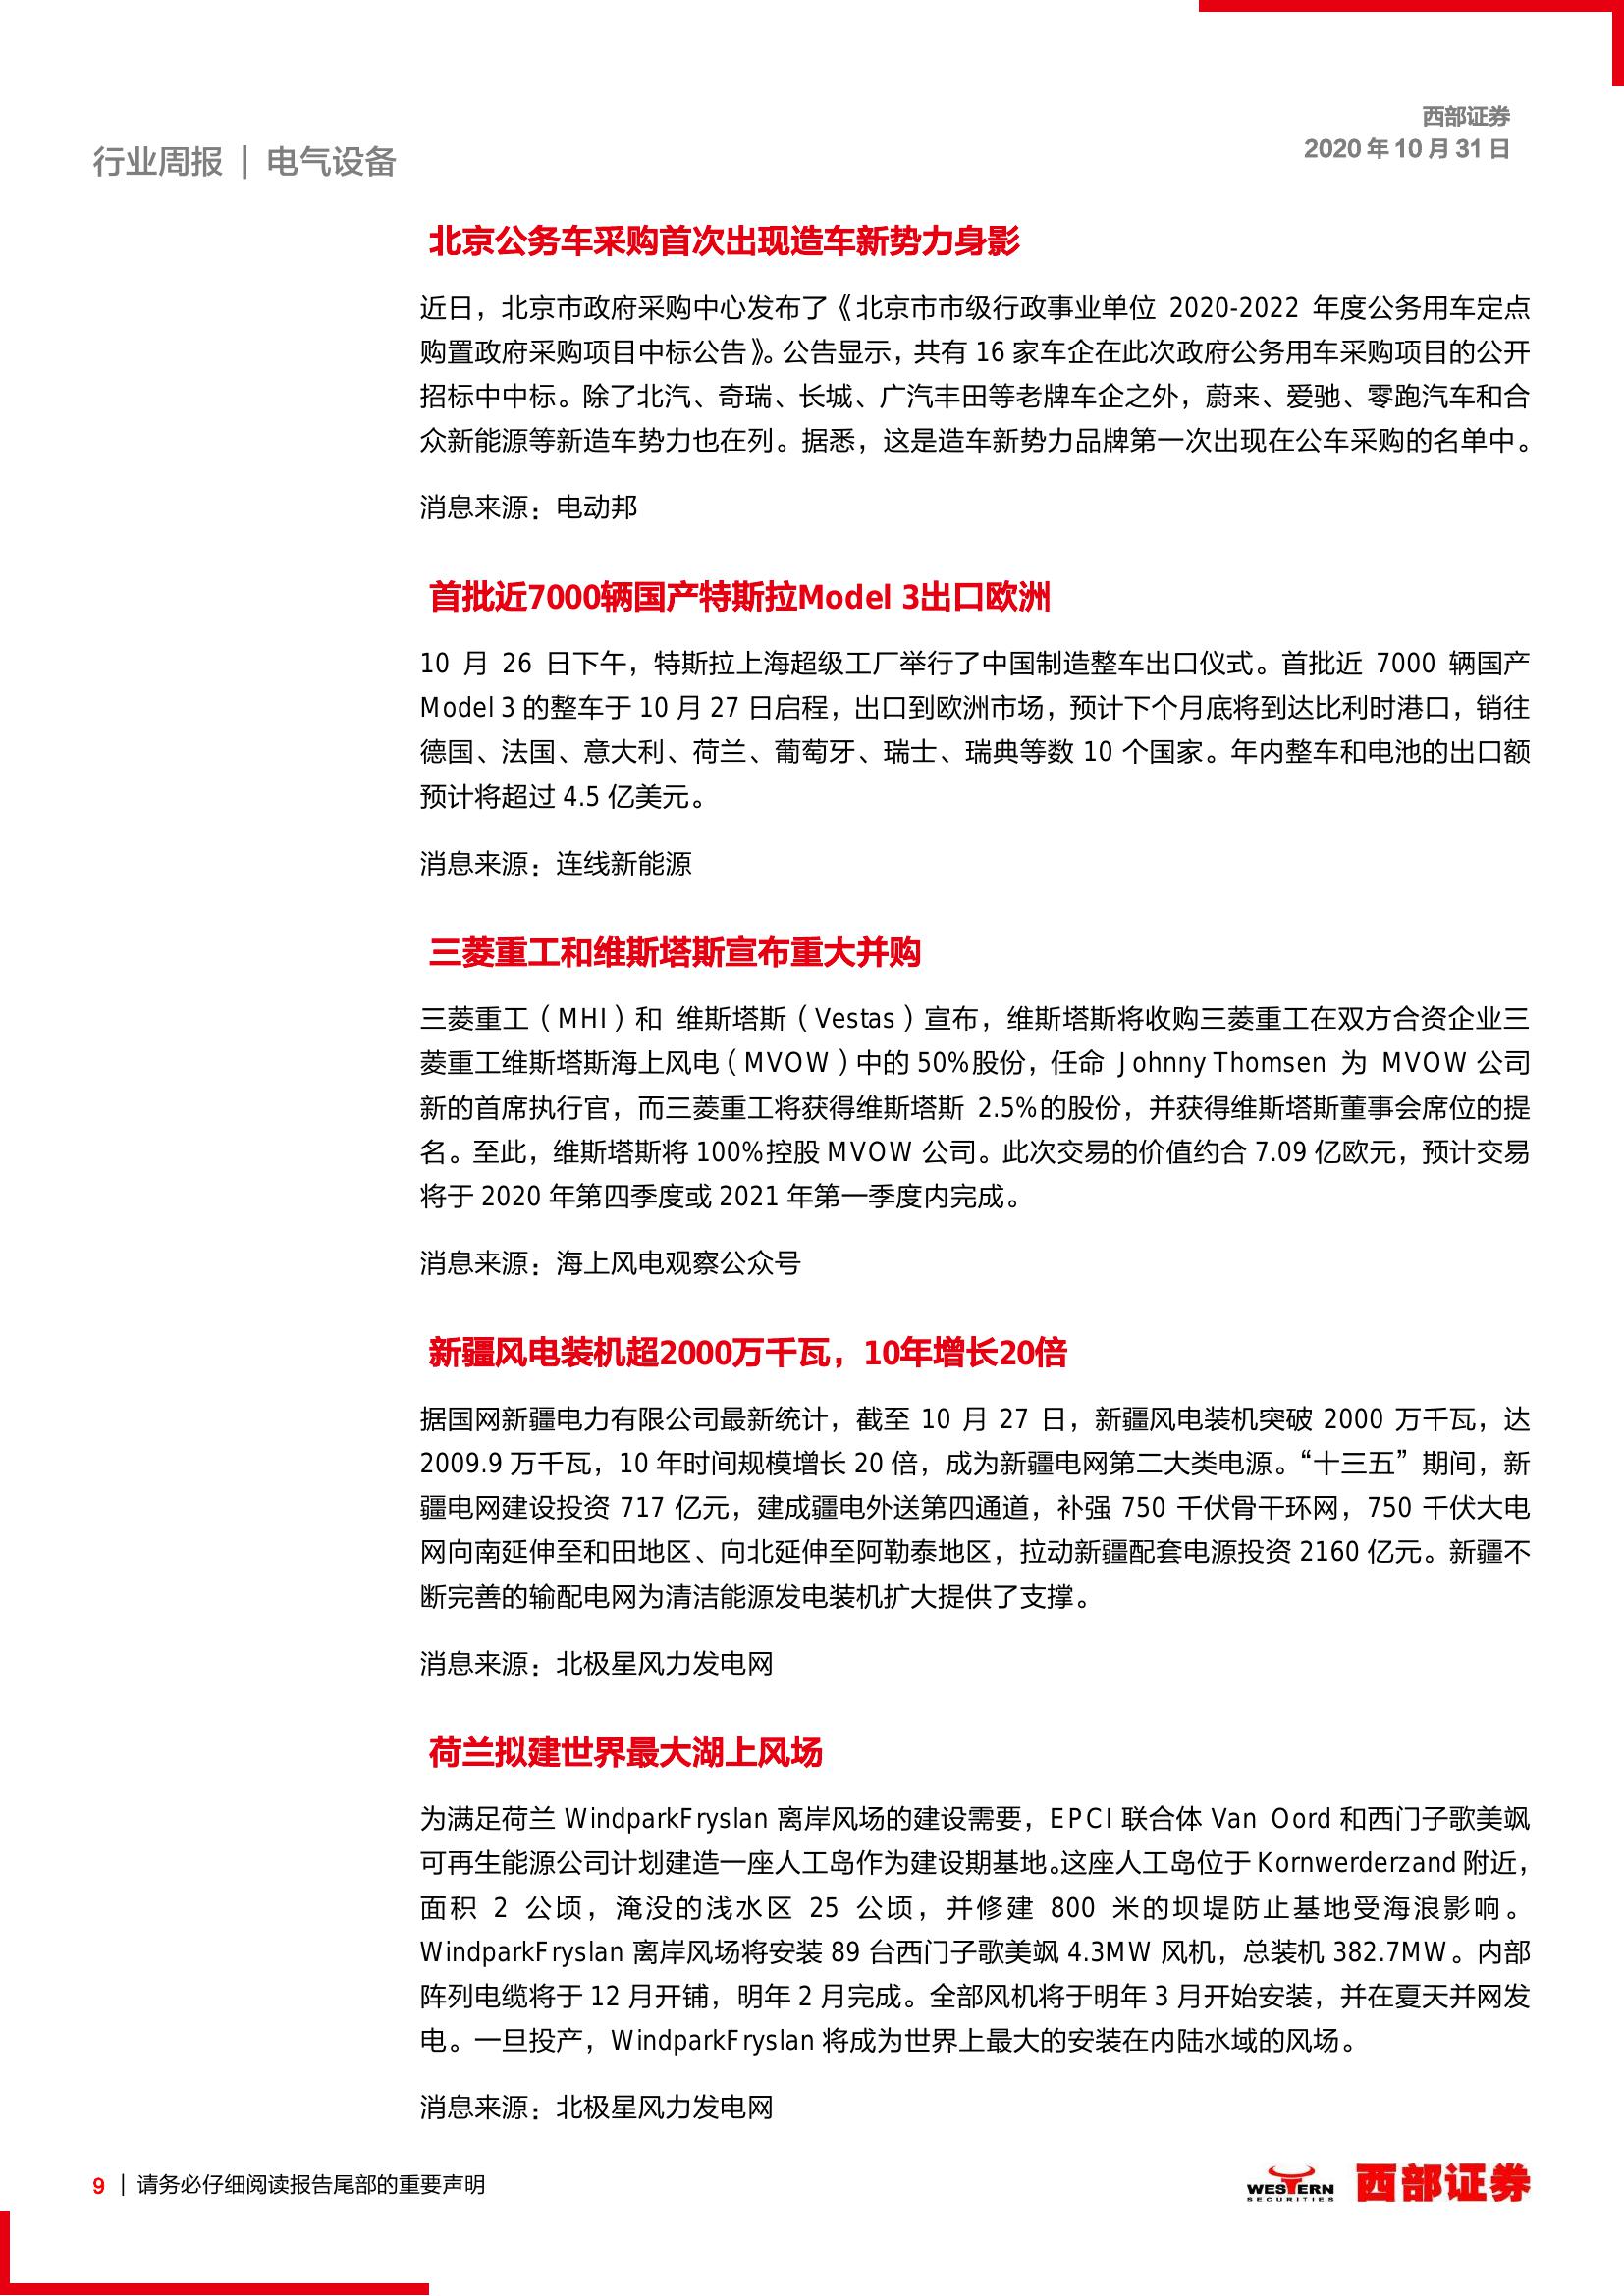 西部证券
2020 年 10 月 31 日
行业周报 | 电气设备
北京公务车采购首次出现造车新势力身影
近日，北京市政府采购中心发布了《北京市市级行政事业单位 2020-2022 年度公务用车定点
购置政府采购项目中标公告》。公告显示，共有 16 家车企在此次政府公务用车采购项目的公开
招标中中标。除了北汽、奇瑞、长城、广汽丰田等老牌车企之外，蔚来、爱驰、零跑汽车和合
众新能源等新造车势力也在列。据悉，这是造车新势力品牌第一次出现在公车采购的名单中。
消息来源：电动邦
首批近7000辆国产特斯拉Model 3出口欧洲
10 月 26 日下午，特斯拉上海超级工厂举行了中国制造整车出口仪式。首批近 7000 辆国产
Model 3 的整车于 10 月 27 日启程，出口到欧洲市场，预计下个月底将到达比利时港口，销往
德国、法国、意大利、荷兰、葡萄牙、瑞士、瑞典等数 10 个国家。年内整车和电池的出口额
预计将超过 4.5 亿美元。
消息来源：连线新能源
三菱重工和维斯塔斯宣布重大并购
三菱重工（MHI）和 维斯塔斯（Vestas）宣布，维斯塔斯将收购三菱重工在双方合资企业三
菱重工维斯塔斯海上风电（MVOW）中的 50%股份，任命 Johnny Thomsen 为 MVOW 公司
新的首席执行官，而三菱重工将获得维斯塔斯 2.5%的股份，并获得维斯塔斯董事会席位的提
名。至此，维斯塔斯将 100%控股 MVOW 公司。此次交易的价值约合 7.09 亿欧元，预计交易
将于 2020 年第四季度或 2021 年第一季度内完成。
消息来源：海上风电观察公众号
新疆风电装机超2000万千瓦，10年增长20倍
据国网新疆电力有限公司最新统计，截至 10 月 27 日，新疆风电装机突破 2000 万千瓦，达
2009.9 万千瓦，10 年时间规模增长 20 倍，成为新疆电网第二大类电源。“十三五”期间，新
疆电网建设投资 717 亿元，建成疆电外送第四通道，补强 750 千伏骨干环网，750 千伏大电
网向南延伸至和田地区、向北延伸至阿勒泰地区，拉动新疆配套电源投资 2160 亿元。新疆不
断完善的输配电网为清洁能源发电装机扩大提供了支撑。
消息来源：北极星风力发电网
荷兰拟建世界最大湖上风场
为满足荷兰 WindparkFryslan 离岸风场的建设需要，EPCI 联合体 Van Oord 和西门子歌美飒
可再生能源公司计划建造一座人工岛作为建设期基地。这座人工岛位于 Kornwerderzand 附近，
面积 2 公顷，淹没的浅水区 25 公顷，并修建 800 米的坝堤防止基地受海浪影响。
WindparkFryslan 离岸风场将安装 89 台西门子歌美飒 4.3MW 风机，总装机 382.7MW。内部
阵列电缆将于 12 月开铺，明年 2 月完成。全部风机将于明年 3 月开始安装，并在夏天并网发
电。一旦投产，WindparkFryslan 将成为世界上最大的安装在内陆水域的风场。
消息来源：北极星风力发电网
9 | 请务必仔细阅读报告尾部的重要声明
WESTERN
SECURITIES
西部证券